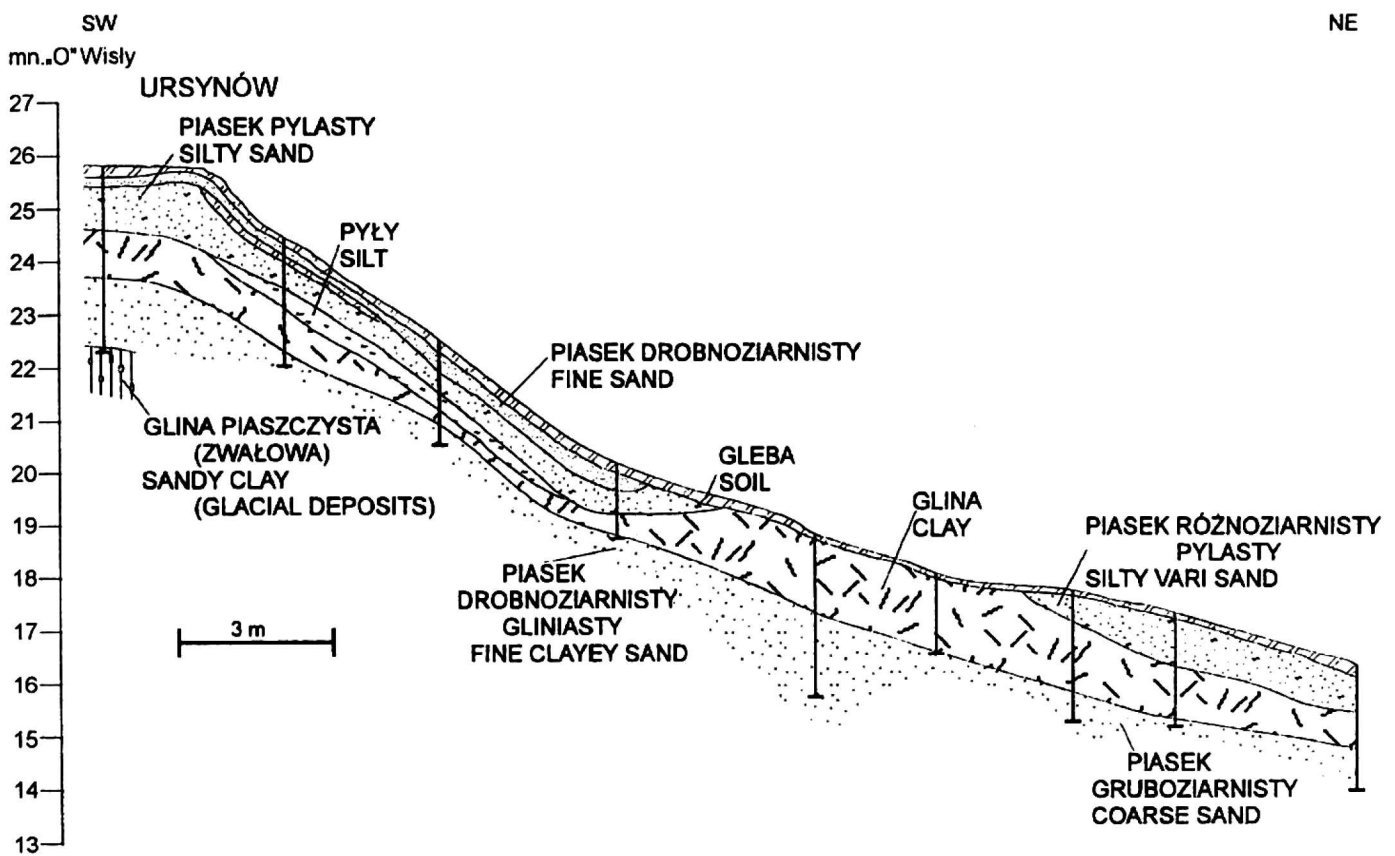 SW
NE
mn.„O" Wisły
URSYNÓW
27
PIASEK PYLASTY
SILTY SAND
26
25
PYŁY
SILT
24
23
PIASEK DROBNOZIARNISTY
FINE SAND
22
GLINA PIASZCZYSTA
(ZWAŁOWA)
SANDY CLAY
(GLACIAL DEPOSITS)
21
20
GLEBA
SOIL
19
GLINA
CLAY
PIASEK RÓŻNOZIARNISTY
PYLASTY
SILTY VARI SAND
18
PIASEK
DROBNOZIARNISTY
GLINIASTY
FINE CLAYEY SAND
17
3 m
16
15
PIASEK
GRUBOZIARNISTY
COARSE SAND
14
13